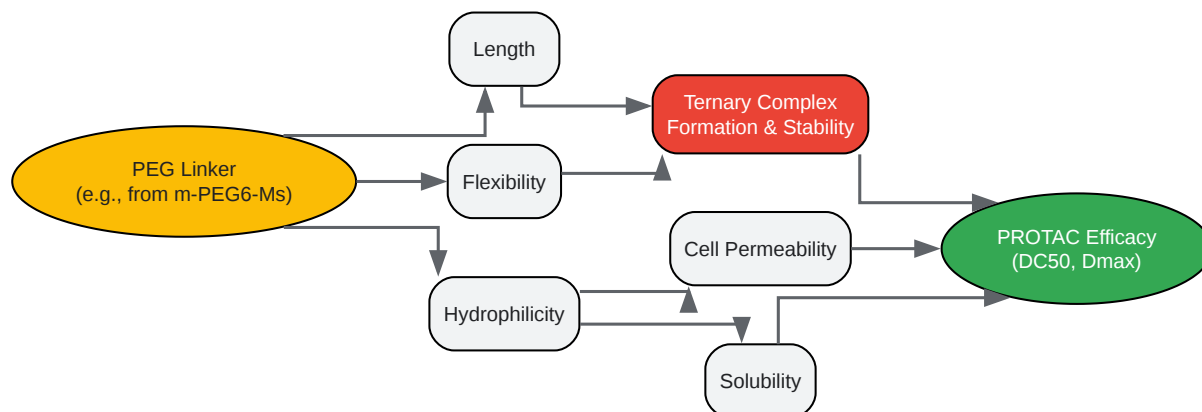 Length
Ternary Complex
Formation & Stability
PEG Linker
(e.g., from m-PEG6-Ms)
Flexibility
Cell Permeability
PROTAC Efficacy
(DC50, Dmax)
Hydrophilicity
Solubility